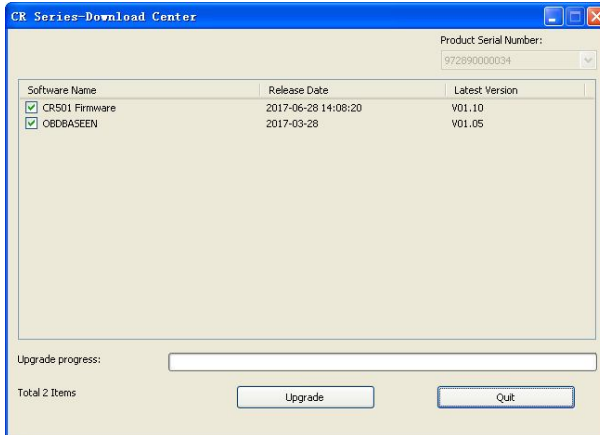 CR Series-Download Center
Product Serial Number:
972890000034
Software Name Release Date Latest Version
CR501 Firmware 2017-06-28 14:08:20 V01.10
OBDBASEEN 2017-03-28 V01.05
Upgrade progress:
Total 2 Items Upgrade Quit